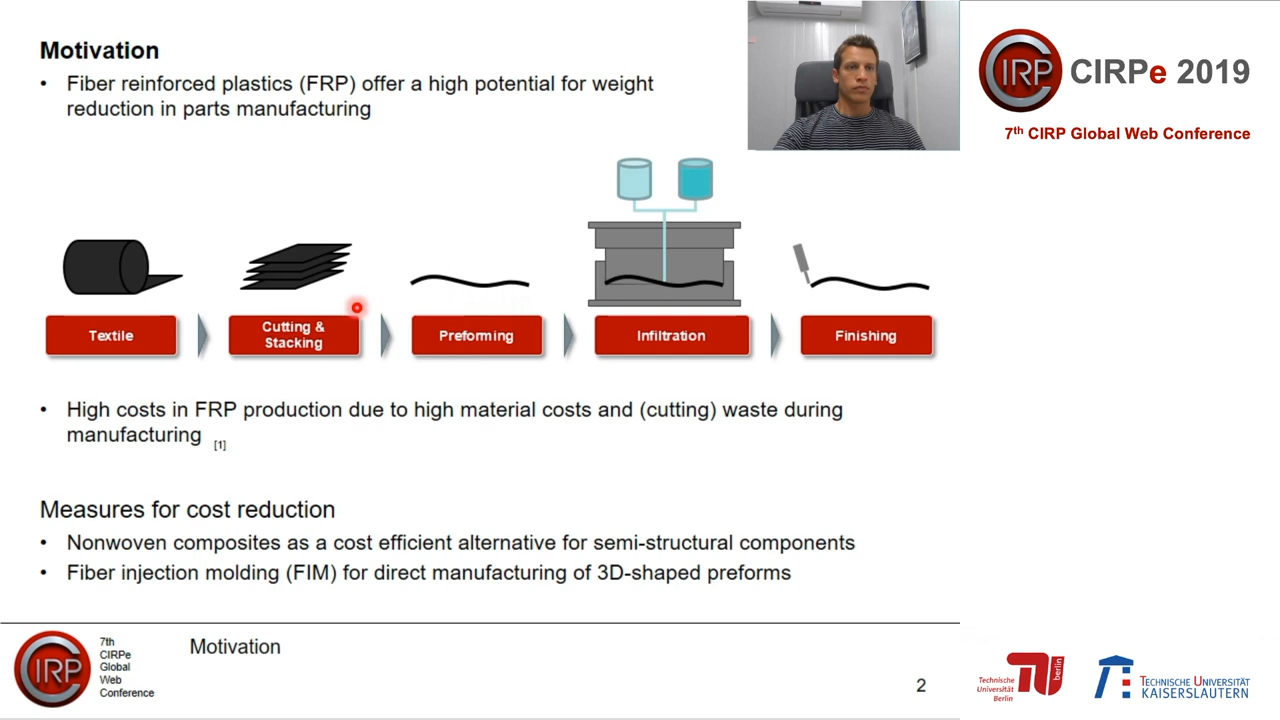 Motivation
• Fiber reinforced plastics (FRP) offer a high potential for weight
reduction in parts manufacturing
Textile
Cutting &
Stacking
Preforming
Infiltration
Finishing
• High costs in FRP production due to high material costs and (cutting) waste during
manufacturing [1]
Measures for cost reduction
• Nonwoven composites as a cost efficient alternative for semi-structural components
• Fiber injection molding (FIM) for direct manufacturing of 3D-shaped preforms
CIRP
7th
CIRPe
Global
Web
Conference
Motivation
2
CIRP
CIRPe 2019
7th CIRP Global Web Conference
Technische
Universität
Berlin
TU
berlin
TECHNISCHE UNIVERSITÄT
KAISERSLAUTERN